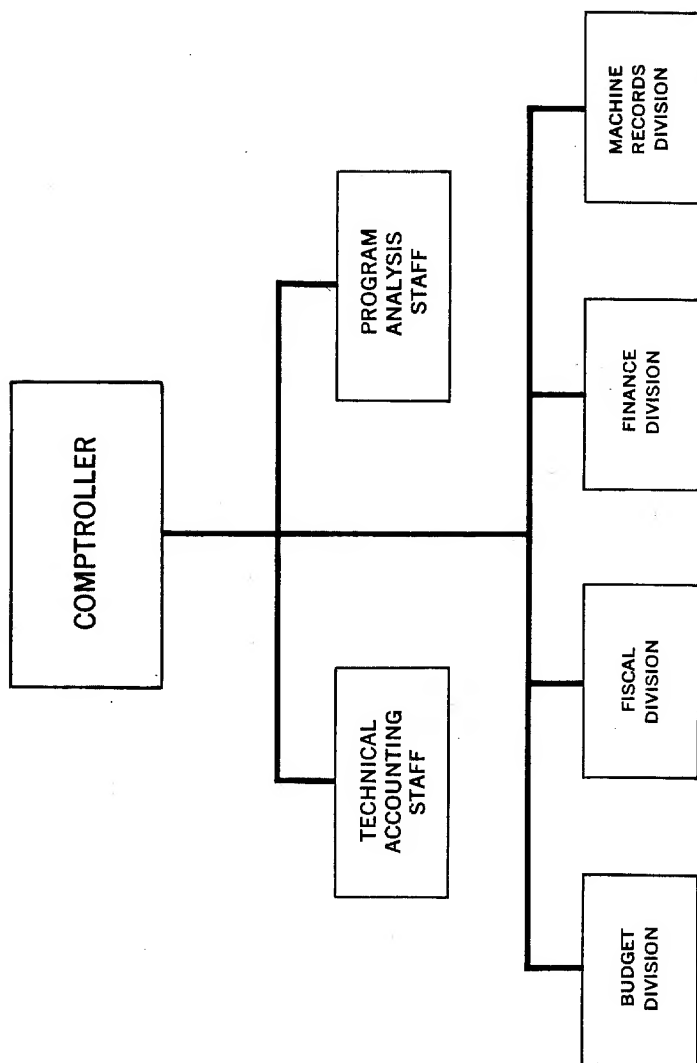 COMPTROLLER
TECHNICAL
ACCOUNTING
STAFF
PROGRAM
ANALYSIS
STAFF
BUDGET
DIVISION
FISCAL
DIVISION
FINANCE
DIVISION
MACHINE
RECORDS
DIVISION